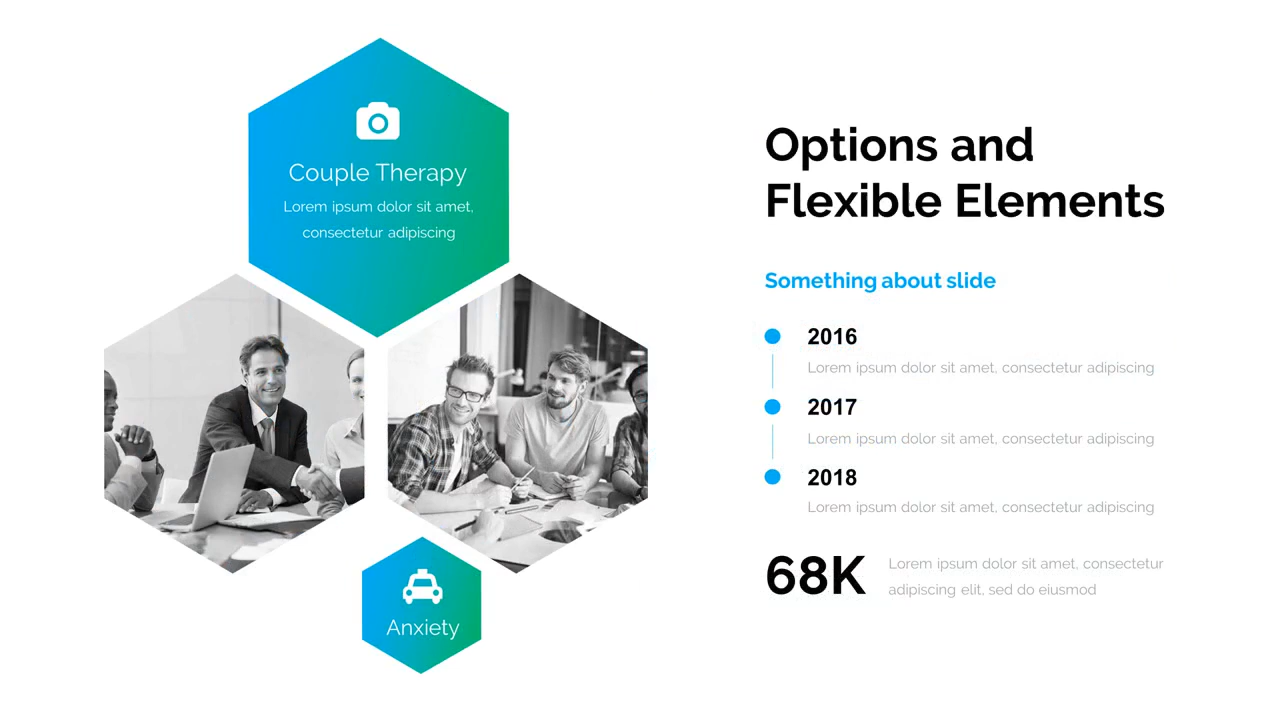 Couple Therapy
Lorem ipsum dolor sit amet,
consectetur adipiscing
Anxiety
Options and
Flexible Elements
Something about slide
2016
Lorem ipsum dolor sit amet, consectetur adipiscing
2017
Lorem ipsum dolor sit amet, consectetur adipiscing
2018
Lorem ipsum dolor sit amet, consectetur adipiscing
68K
Lorem ipsum dolor sit amet, consectetur
adipiscing elit, sed do eiusmod